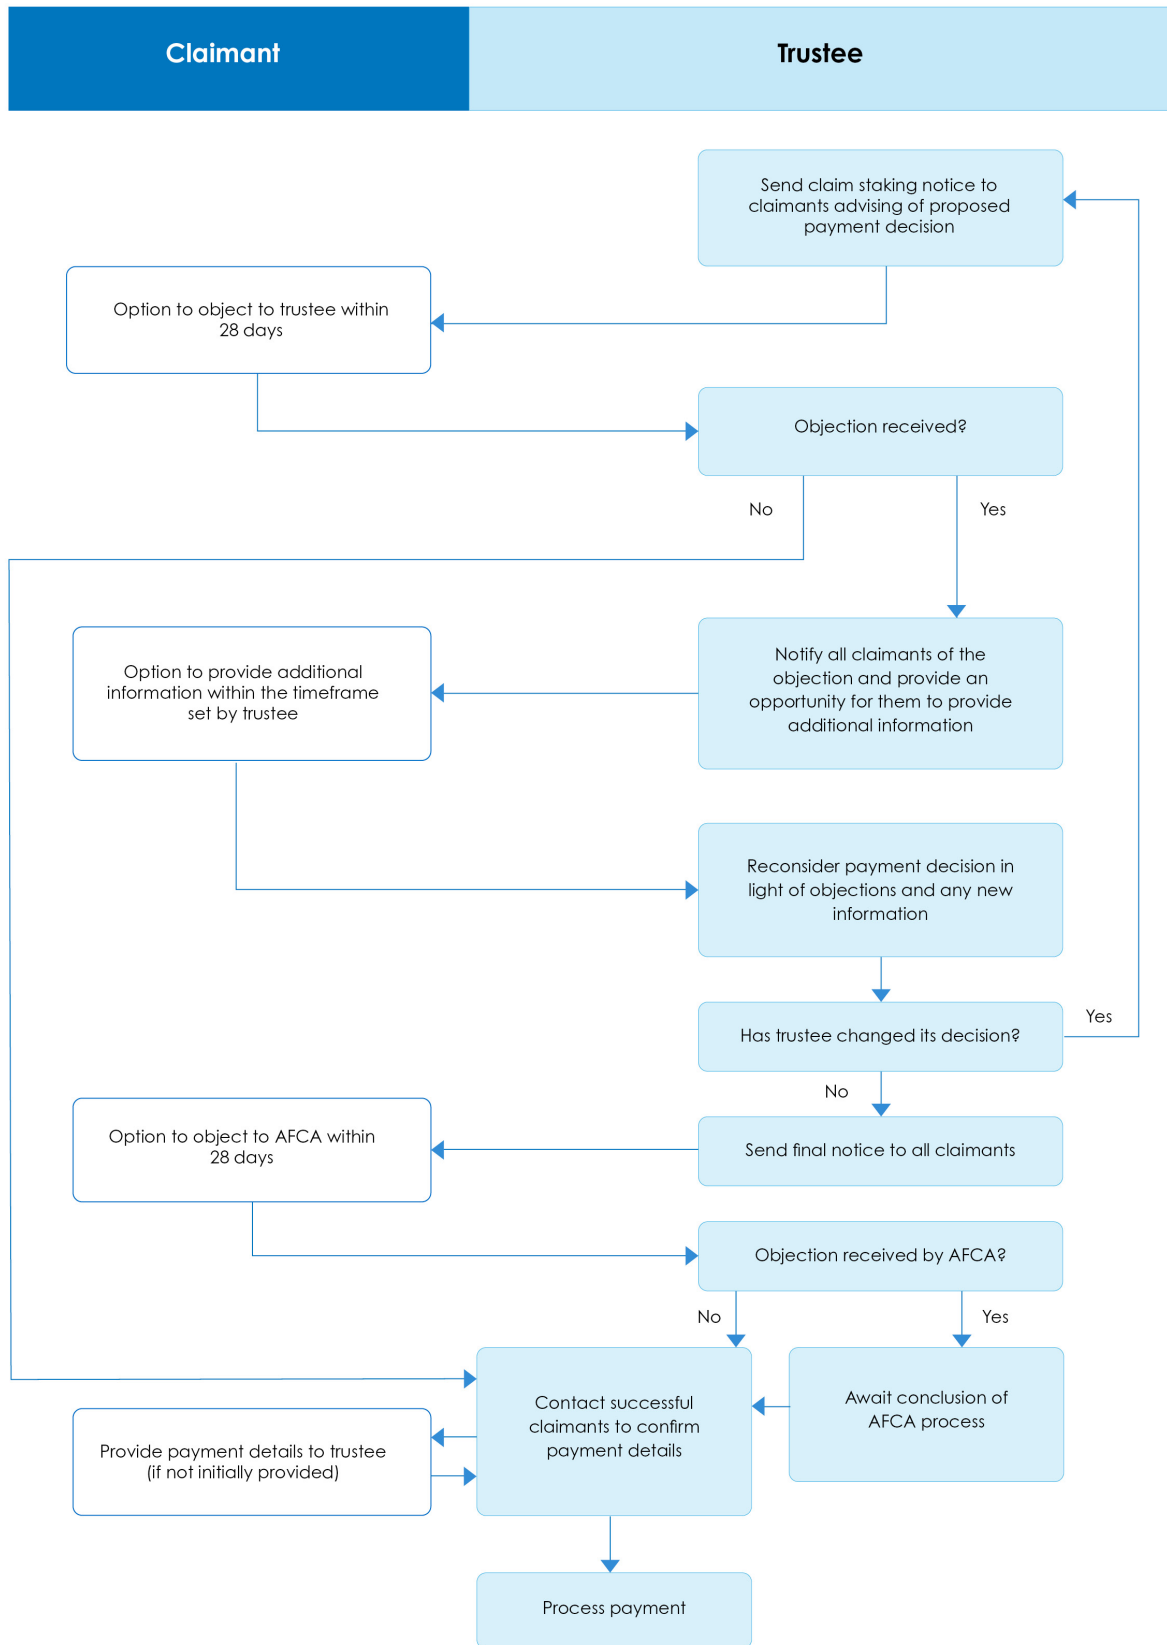 Claimant
Trustee
Send claim staking notice to
claimants advising of proposed
payment decision
Option to object to trustee within
28 days
Objection received?
No
Yes
Notify all claimants of the
objection and provide an
opportunity for them to provide
additional information
Option to provide additional
information within the timeframe
set by trustee
Reconsider payment decision in
light of objections and any new
information
Has trustee changed its decision?
Yes
No
Option to object to AFCA within
28 days
Send final notice to all claimants
Objection received by AFCA?
No
Yes
Contact successful
claimants to confirm
payment details
Await conclusion of
AFCA process
Provide payment details to trustee
(if not initially provided)
Process payment